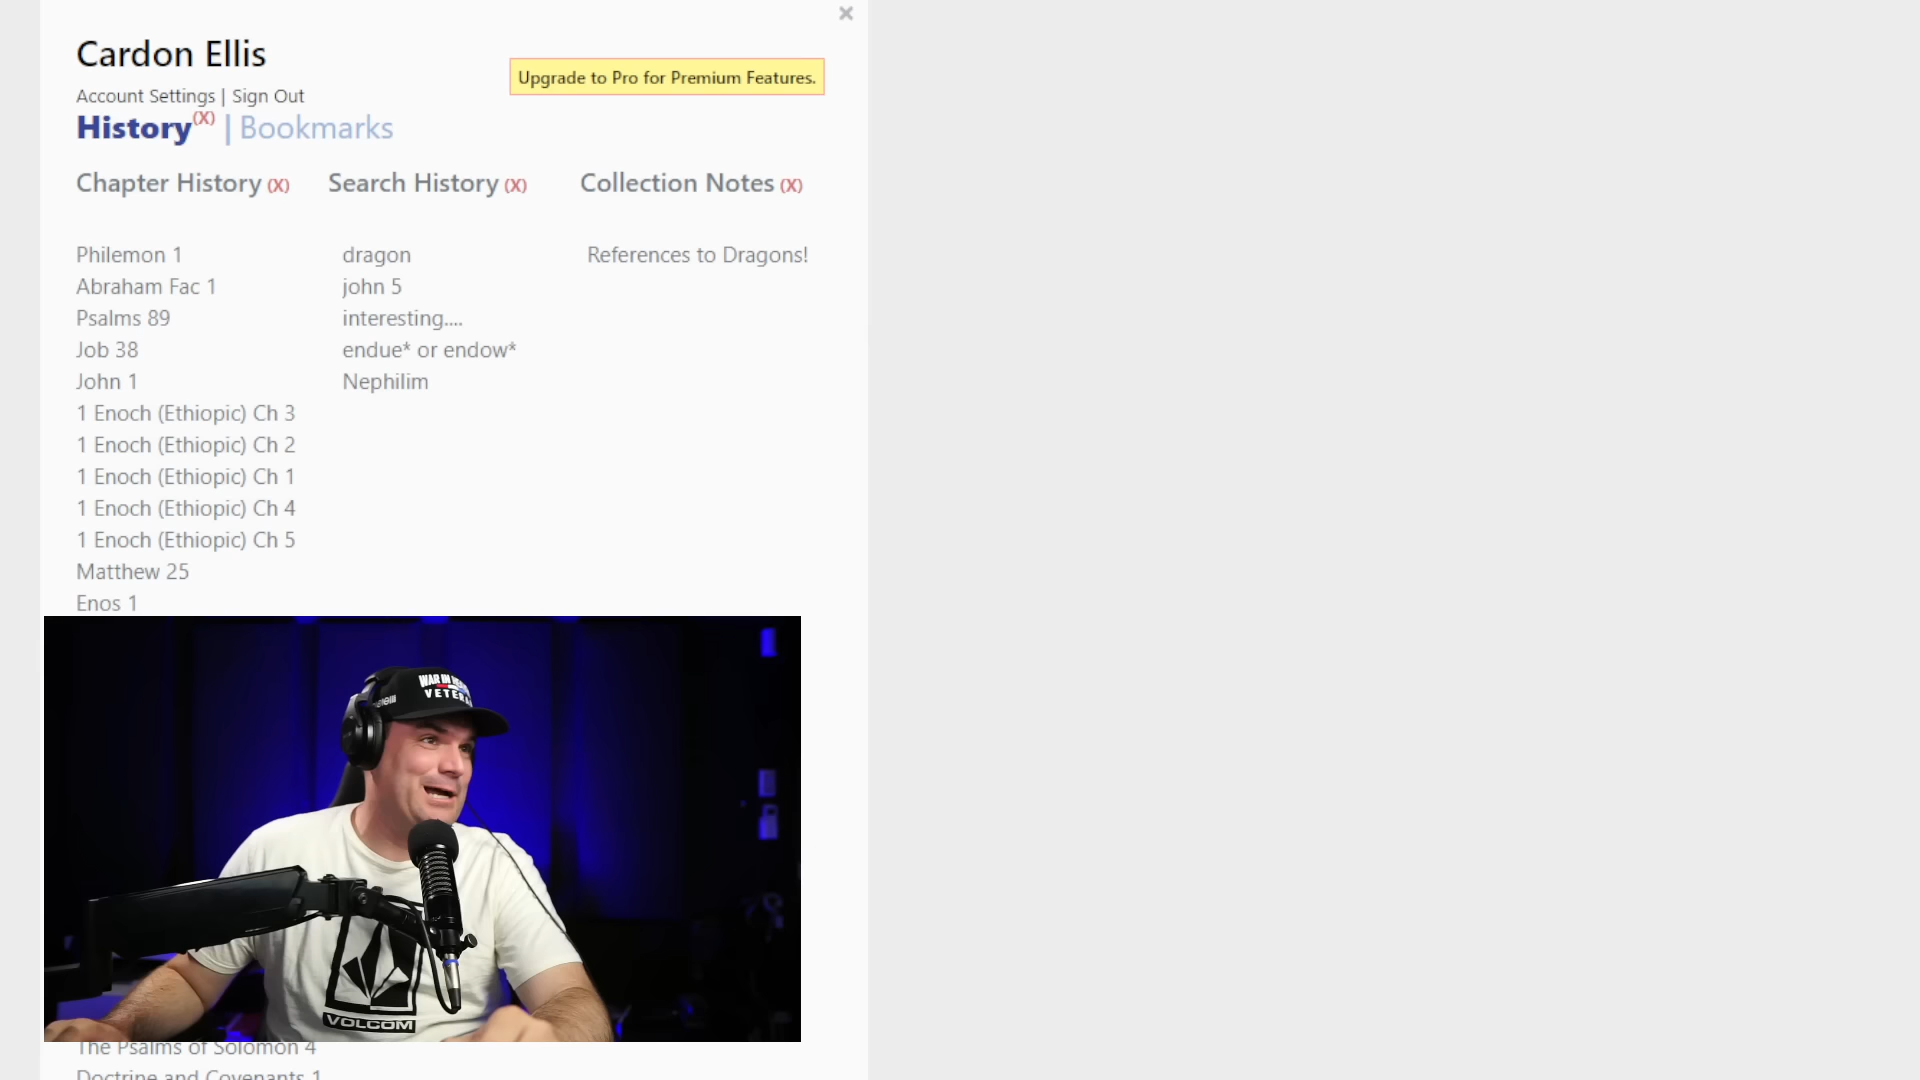 Cardon Ellis
Upgrade to Pro for Premium Features.
Account Settings | Sign Out
History(X) | Bookmarks
Chapter History (X)
Search History (X)
Collection Notes (X)
Philemon 1
Abraham Fac 1
Psalms 89
Job 38
John 1
1 Enoch (Ethiopic) Ch 3
1 Enoch (Ethiopic) Ch 2
1 Enoch (Ethiopic) Ch 1
1 Enoch (Ethiopic) Ch 4
1 Enoch (Ethiopic) Ch 5
Matthew 25
Enos 1
The Psalms of Solomon 4
Doctrine and Covenants 1
dragon
john 5
interesting....
endue* or endow*
Nephilim
References to Dragons!
WAR IN
VOLCOM